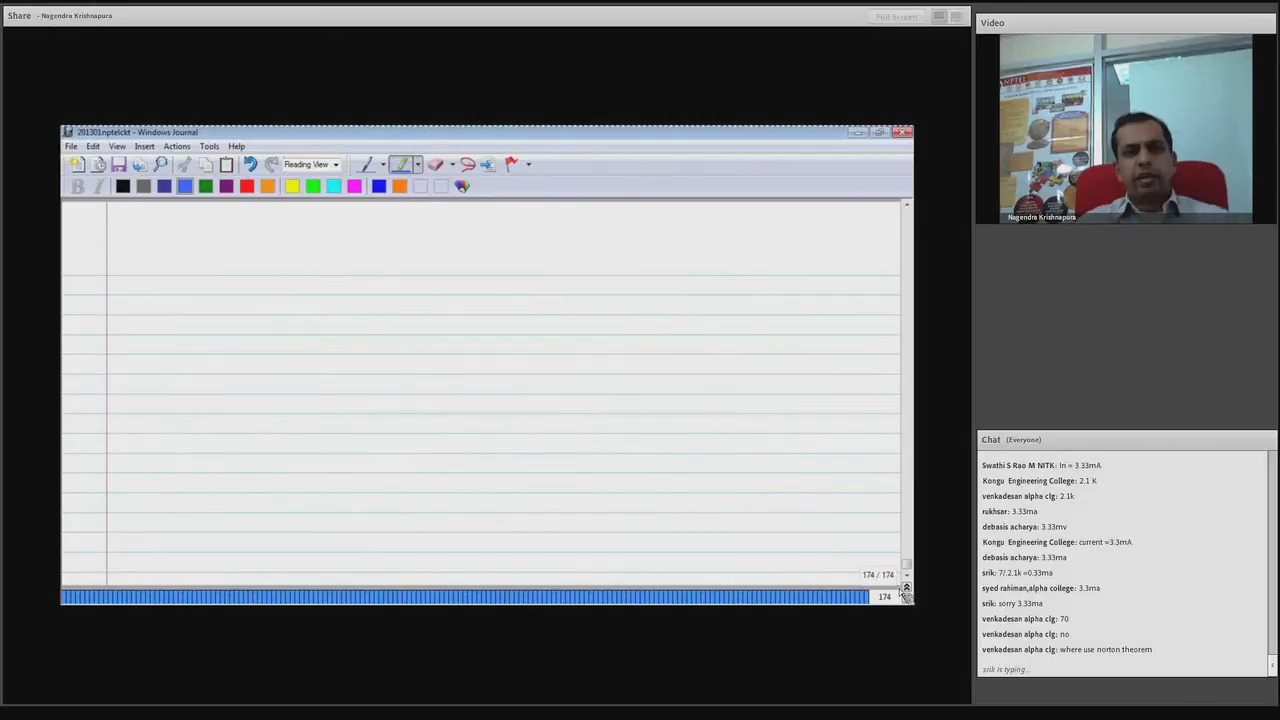 Share - Nagendra Krishnapura
Full Screen
Video
NPTEL
Nagendra Krishnapura
201301nptelckt - Windows Journal
File Edit View Insert Actions Tools Help
Reading View
B I
174 / 174
174
Chat (Everyone)
Swathi S Rao M NITK: In = 3.33mA
Kongu Engineering College: 2.1 K
venkadesan alpha clg: 2.1k
rukhsar: 3.33ma
debasis acharya: 3.33mv
Kongu Engineering College: current =3.3mA
debasis acharya: 3.33ma
srik: 7/.2.1k =0.33ma
syed rahiman,alpha college: 3.3ma
srik: sorry 3.33ma
venkadesan alpha clg: 70
venkadesan alpha clg: no
venkadesan alpha clg: where use norton theorem
srik is typing...